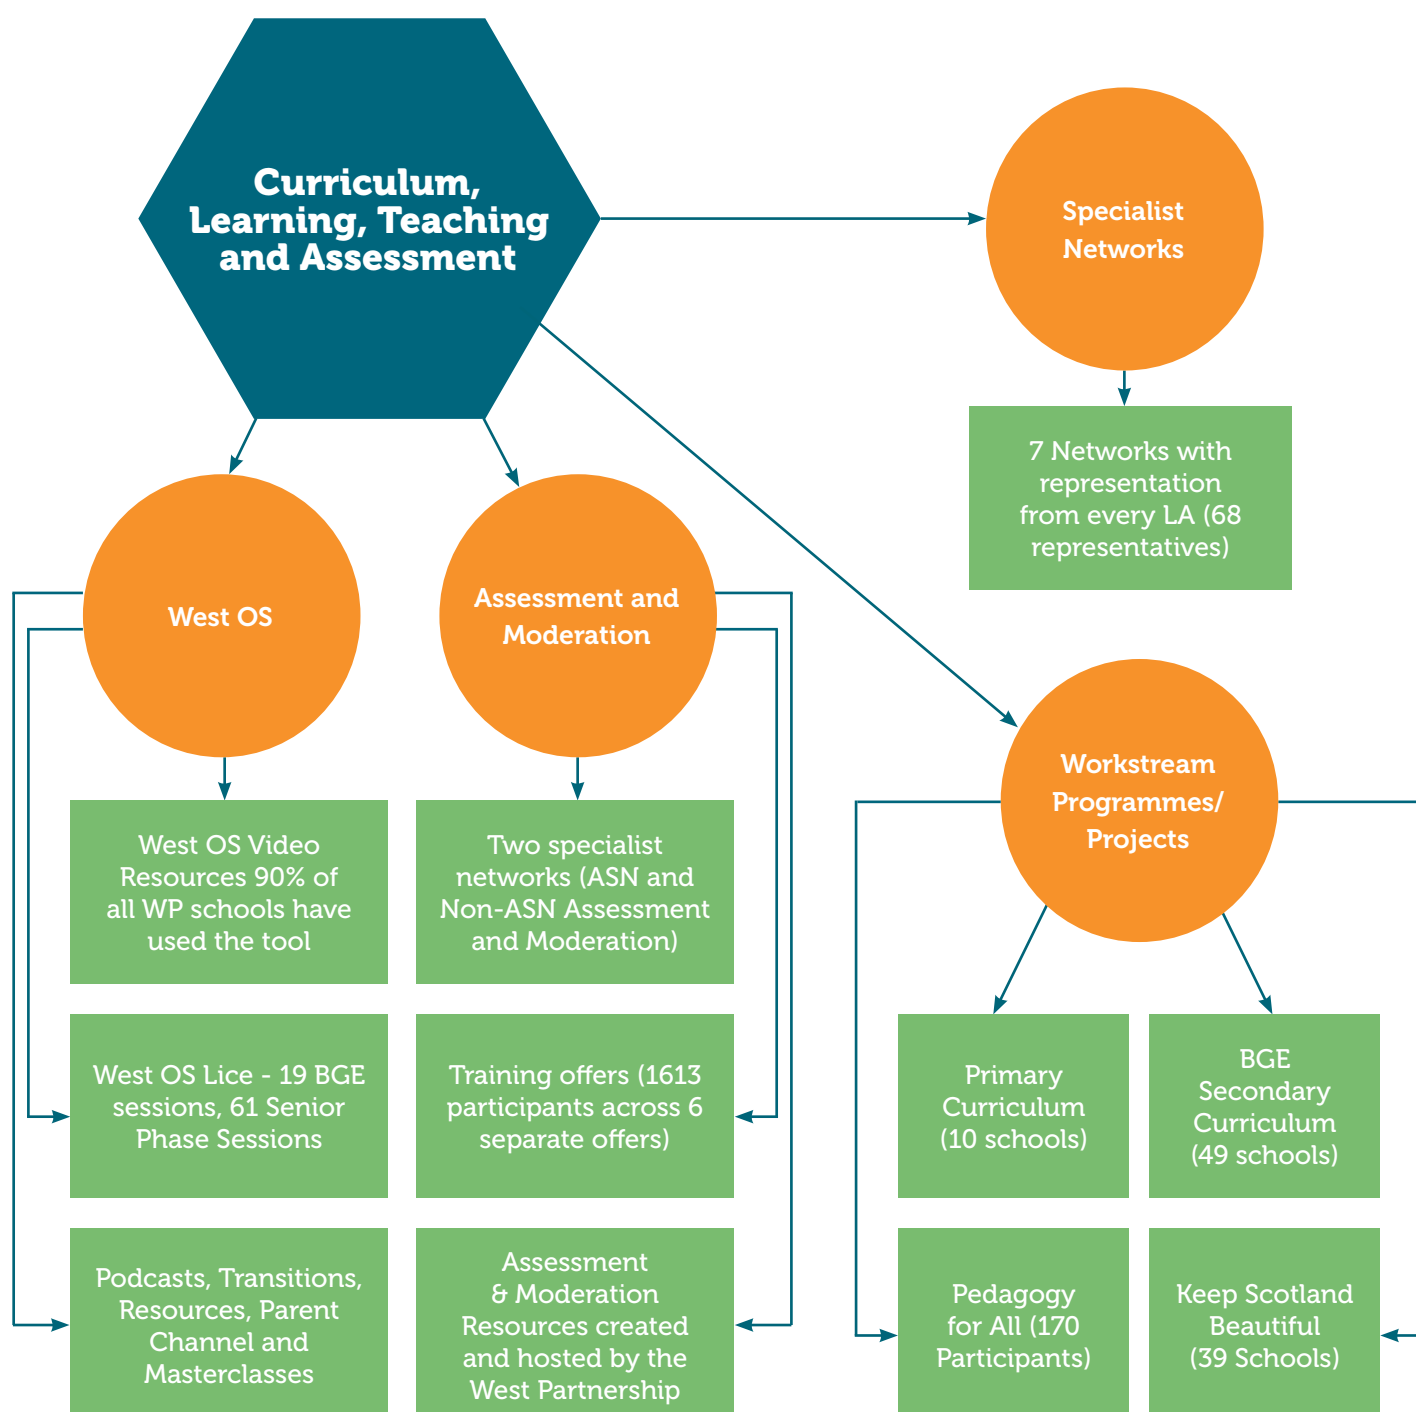 Curriculum,
Learning, Teaching
and Assessment
Specialist
Networks
7 Networks with
representation
from every LA (68
representatives)
West OS
Assessment and
Moderation
Workstream
Programmes/
Projects
West OS Video
Resources 90% of
all WP schools have
used the tool
Two specialist
networks (ASN and
Non-ASN Assessment
and Moderation)
West OS Lice - 19 BGE
sessions, 61 Senior
Phase Sessions
Training offers (1613
participants across 6
separate offers)
Primary
Curriculum
(10 schools)
BGE
Secondary
Curriculum
(49 schools)
Podcasts, Transitions,
Resources, Parent
Channel and
Masterclasses
Assessment
& Moderation
Resources created
and hosted by the
West Partnership
Pedagogy
for All (170
Participants)
Keep Scotland
Beautiful
(39 Schools)